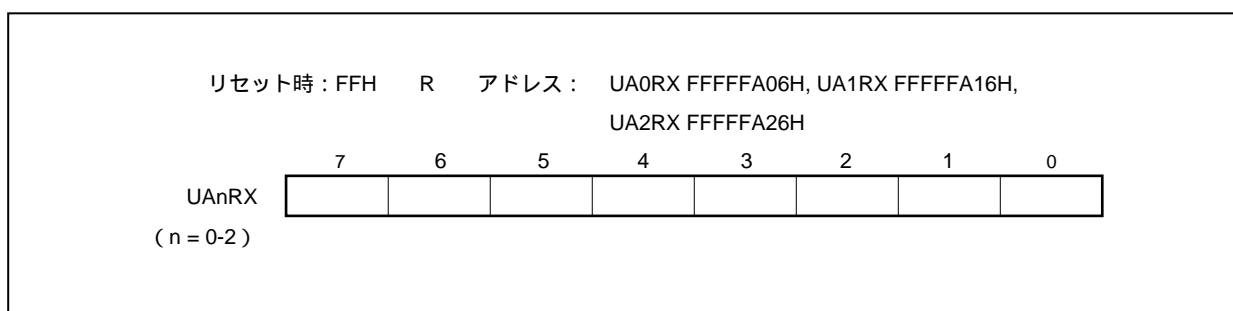 リセット時：FFH R アドレス： UA0RX FFFFFA06H, UA1RX FFFFFA16H,
UA2RX FFFFFA26H
7 6 5 4 3 2 1 0
UAnRX
（n = 0-2）